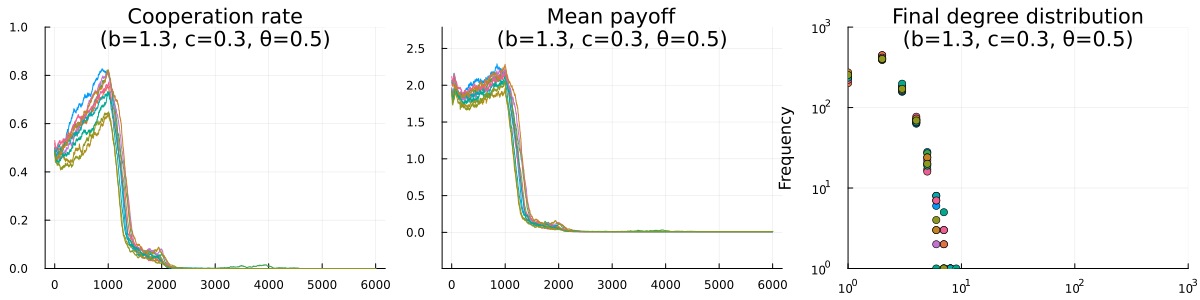 Cooperation rate
(b=1.3, c=0.3, θ=0.5)
1.0
0.8
0.6
0.4
0.2
0.0
0 1000 2000 3000 4000 5000 6000
Mean payoff
(b=1.3, c=0.3, θ=0.5)
2.5
2.0
1.5
1.0
0.5
0.0
0 1000 2000 3000 4000 5000 6000
Final degree distribution
(b=1.3, c=0.3, θ=0.5)
Frequency
10³
10²
10¹
10⁰
10⁰ 10¹ 10² 10³